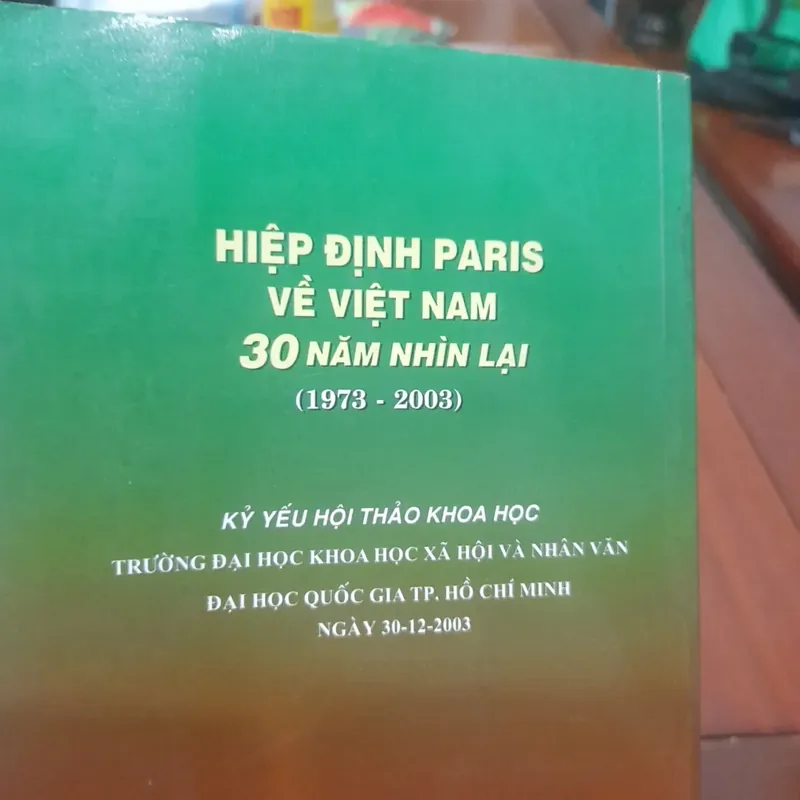 HIỆP ĐỊNH PARIS
VỀ VIỆT NAM
30 NĂM NHÌN LẠI
(1973 - 2003)
KỶ YẾU HỘI THẢO KHOA HỌC
TRƯỜNG ĐẠI HỌC KHOA HỌC XÃ HỘI VÀ NHÂN VĂN
ĐẠI HỌC QUỐC GIA TP. HỒ CHÍ MINH
NGÀY 30-12-2003